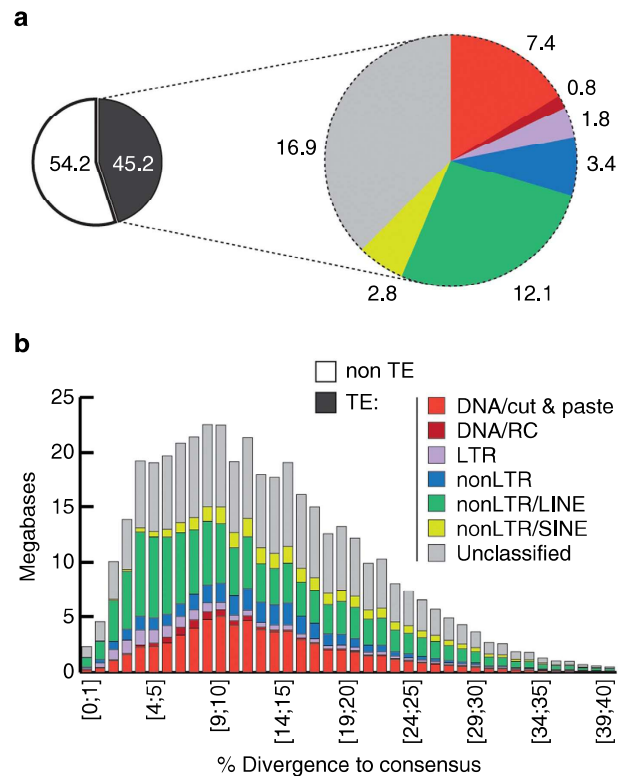 a
7.4
0.8
1.8
3.4
12.1
2.8
16.9
54.2 45.2
b
non TE
TE:
DNA/cut & paste
DNA/RC
LTR
nonLTR
nonLTR/LINE
nonLTR/SINE
Unclassified
Megabases
25
20
15
10
5
0
[0;1]
[4;5]
[9;10]
[14;15]
[19;20]
[24;25]
[29;30]
[34;35]
[39;40]
% Divergence to consensus